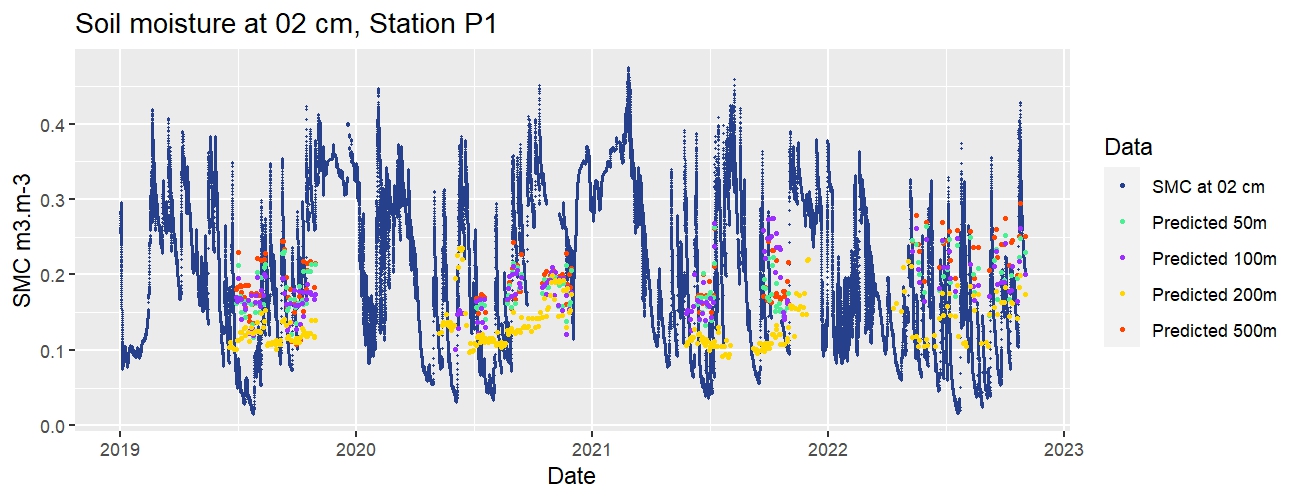 Soil moisture at 02 cm, Station P1
SMC m3.m-3
0.4
0.3
0.2
0.1
0.0
2019
2020
2021
2022
2023
Date
Data
SMC at 02 cm
Predicted 50m
Predicted 100m
Predicted 200m
Predicted 500m